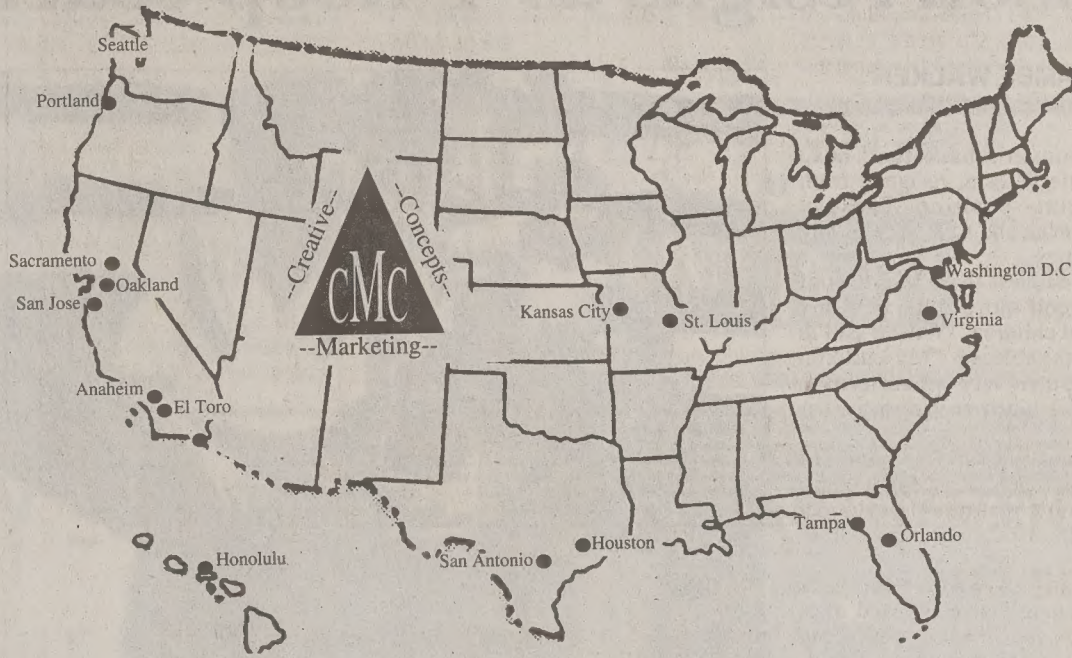 Seattle
Portland
Sacramento
Oakland
San Jose
Anaheim
El Toro
--Creative--
--Concepts--
CMC
--Marketing--
Kansas City
St. Louis
Washington D.C
Virginia
Honolulu
San Antonio
Houston
Tampa
Orlando